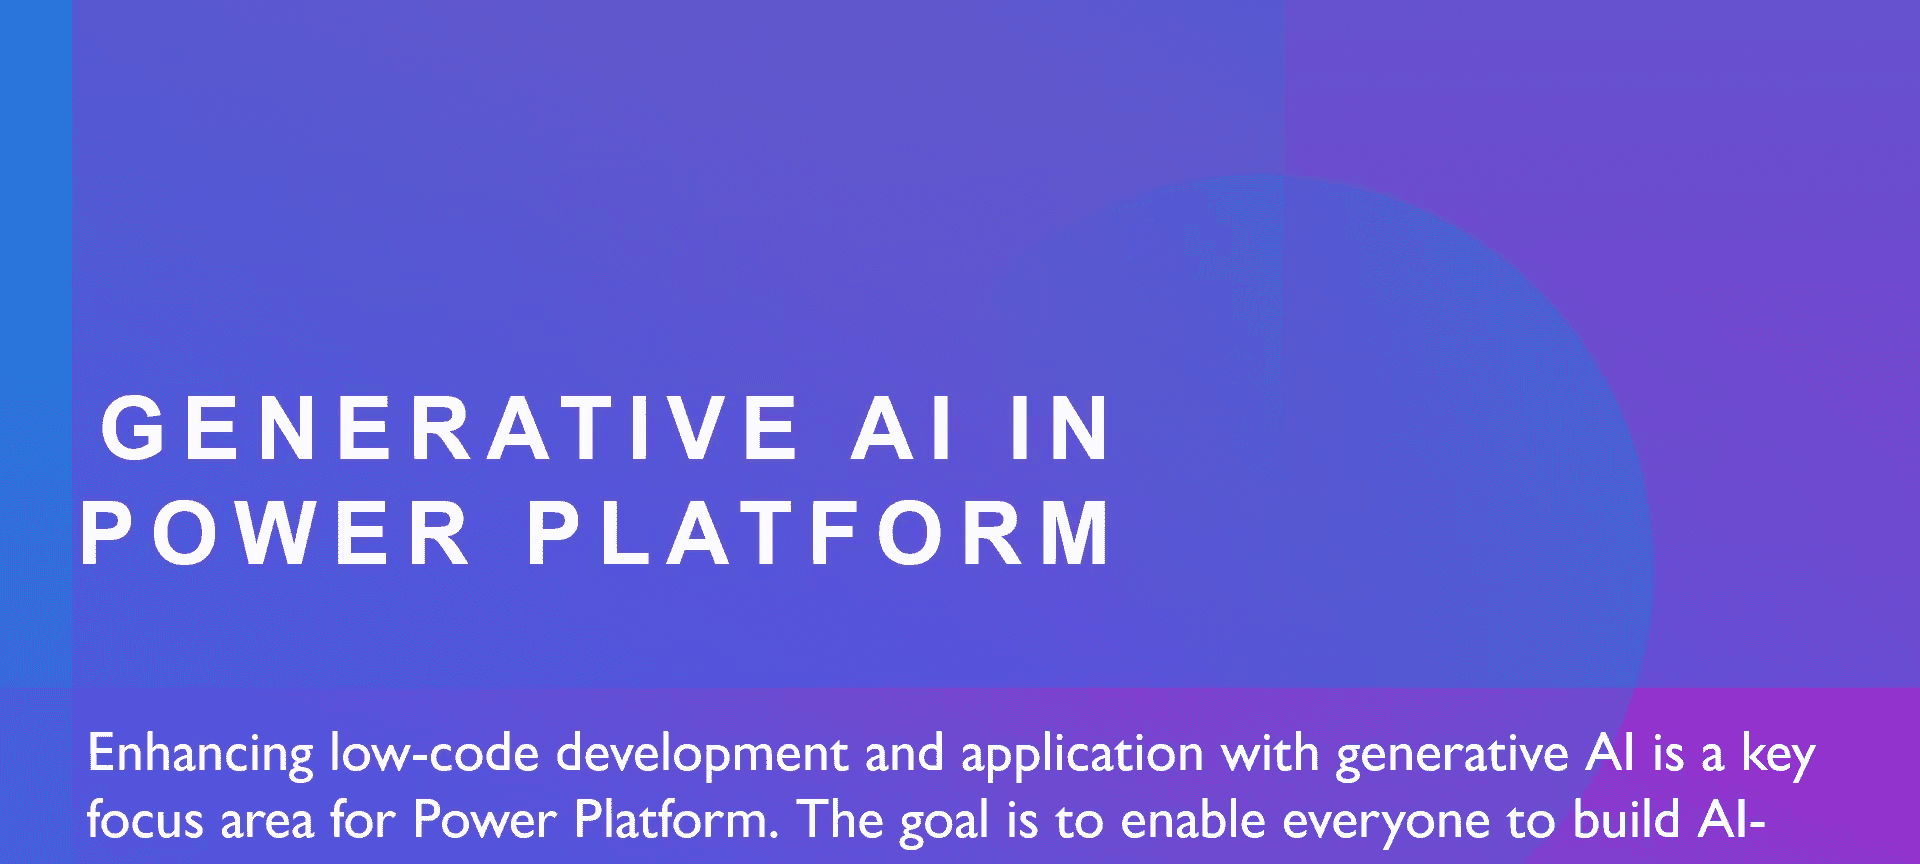 GENERATIVE AI IN
POWER PLATFORM
Enhancing low-code development and application with generative AI is a key
focus area for Power Platform. The goal is to enable everyone to build AI-